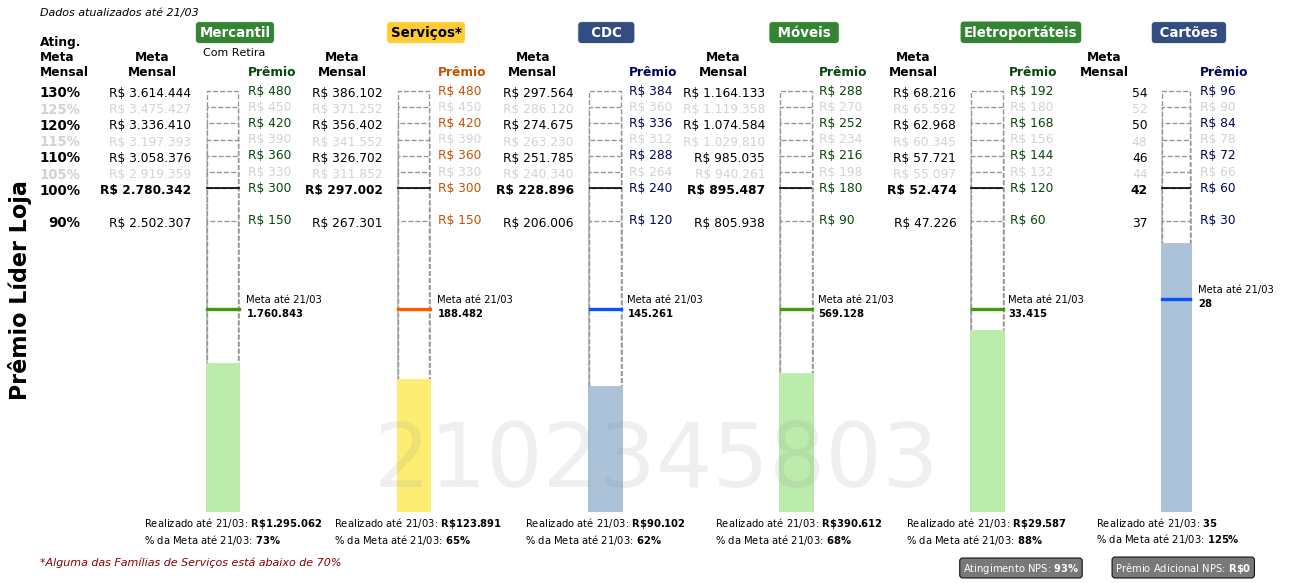 Dados atualizados até 21/03
Mercantil Serviços* CDC Móveis Eletroportáteis Cartões
Com Retira
Ating. Meta Mensal Meta Mensal Prêmio Meta Mensal Prêmio Meta Mensal Prêmio Meta Mensal Prêmio Meta Mensal Prêmio Meta Mensal Prêmio
130% R$ 3.614.444 R$ 480 R$ 386.102 R$ 480 R$ 297.564 R$ 384 R$ 1.164.133 R$ 288 R$ 68.216 R$ 192 54 R$ 96
125% R$ 3.475.427 R$ 450 R$ 371.252 R$ 450 R$ 286.120 R$ 360 R$ 1.119.358 R$ 270 R$ 65.592 R$ 180 52 R$ 90
120% R$ 3.336.410 R$ 420 R$ 356.402 R$ 420 R$ 274.675 R$ 336 R$ 1.074.584 R$ 252 R$ 62.968 R$ 168 50 R$ 84
115% R$ 3.197.393 R$ 390 R$ 341.552 R$ 390 R$ 263.230 R$ 312 R$ 1.029.810 R$ 234 R$ 60.345 R$ 156 48 R$ 78
110% R$ 3.058.376 R$ 360 R$ 326.702 R$ 360 R$ 251.785 R$ 288 R$ 985.035 R$ 216 R$ 57.721 R$ 144 46 R$ 72
105% R$ 2.919.359 R$ 330 R$ 311.852 R$ 330 R$ 240.340 R$ 264 R$ 940.261 R$ 198 R$ 55.097 R$ 132 44 R$ 66
100% R$ 2.780.342 R$ 300 R$ 297.002 R$ 300 R$ 228.896 R$ 240 R$ 895.487 R$ 180 R$ 52.474 R$ 120 42 R$ 60
90% R$ 2.502.307 R$ 150 R$ 267.301 R$ 150 R$ 206.006 R$ 120 R$ 805.938 R$ 90 R$ 47.226 R$ 60 37 R$ 30
Prêmio Líder Loja
Meta até 21/03 Meta até 21/03 Meta até 21/03 Meta até 21/03 Meta até 21/03 Meta até 21/03
1.760.843 188.482 145.261 569.128 33.415 28
2102345803
Realizado até 21/03: R$1.295.062 Realizado até 21/03: R$123.891 Realizado até 21/03: R$90.102 Realizado até 21/03: R$390.612 Realizado até 21/03: R$29.587 Realizado até 21/03: 35
% da Meta até 21/03: 73% % da Meta até 21/03: 65% % da Meta até 21/03: 62% % da Meta até 21/03: 68% % da Meta até 21/03: 88% % da Meta até 21/03: 125%
*Alguma das Famílias de Serviços está abaixo de 70% Atingimento NPS: 93% Prêmio Adicional NPS: R$0